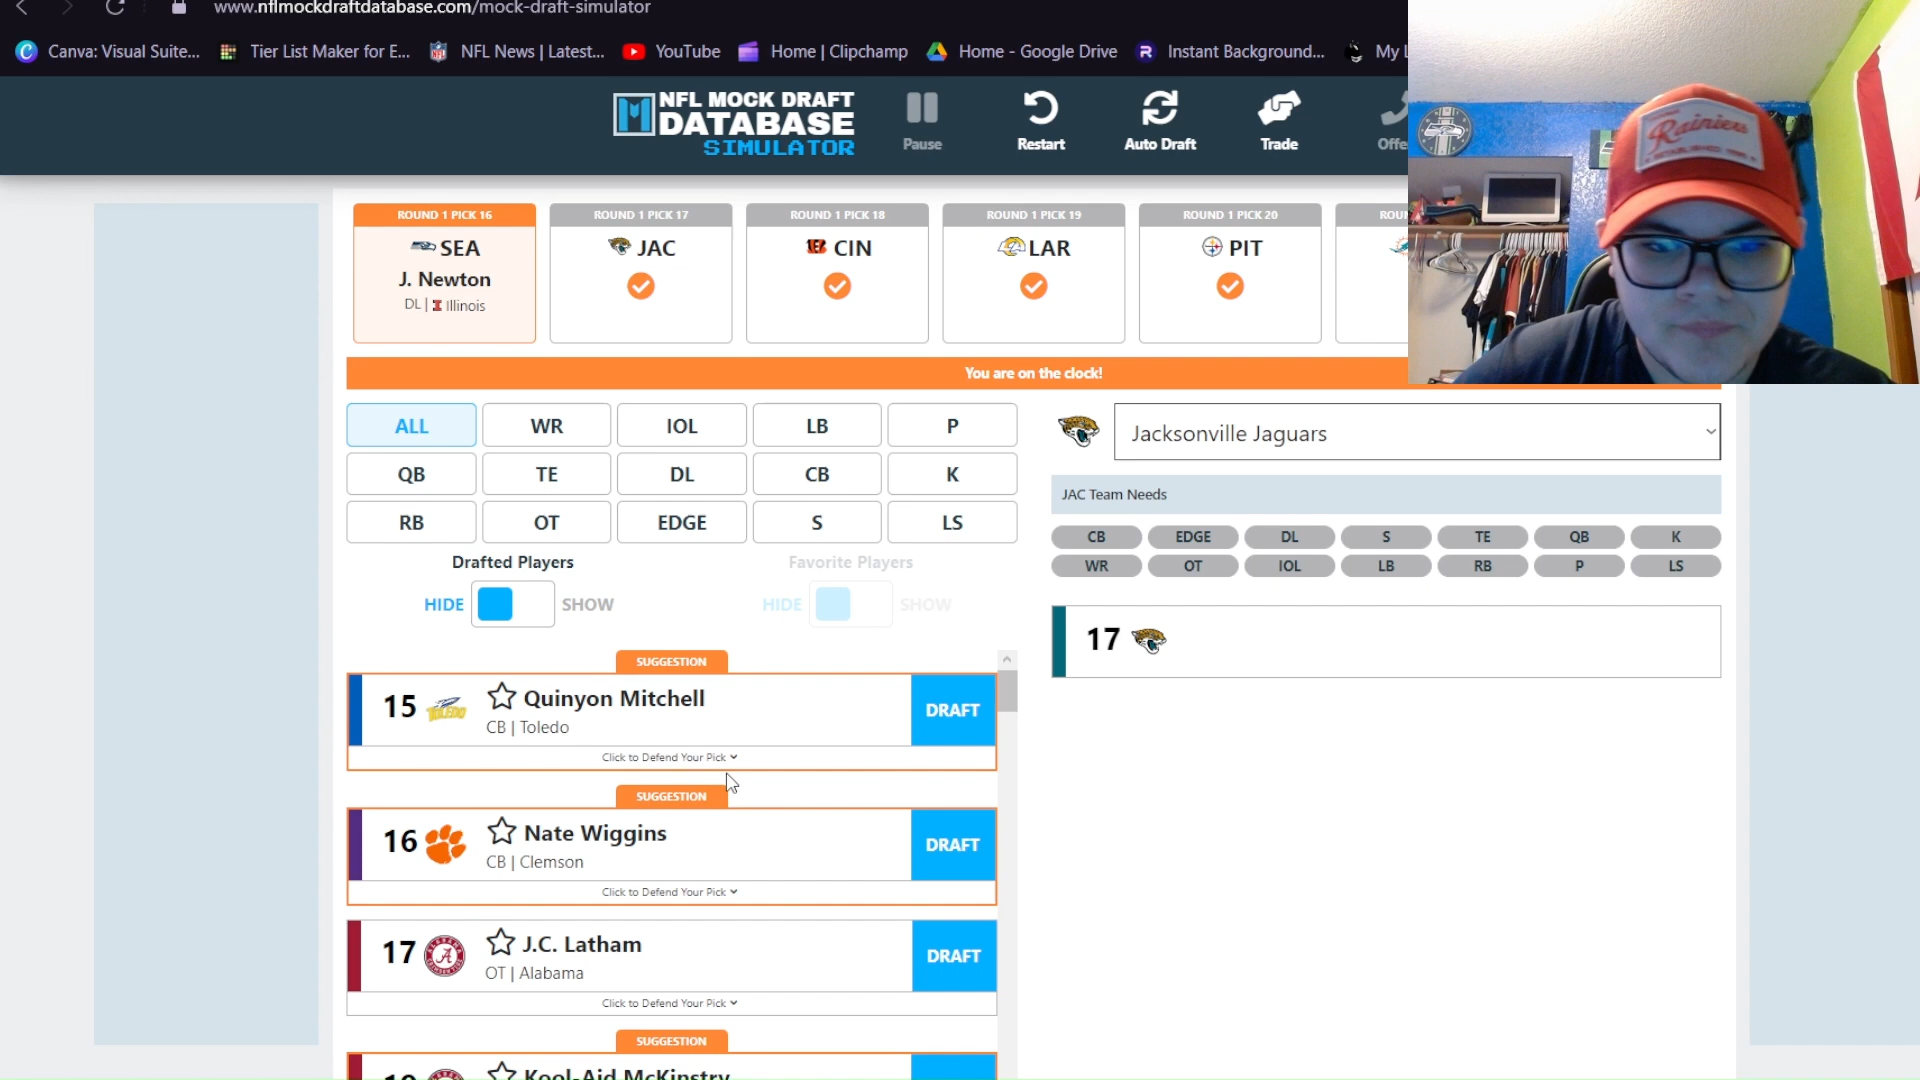 www.nflmockdraftdatabase.com/mock-draft-simulator
Canva: Visual Suite...
Tier List Maker for E...
NFL News | Latest...
YouTube
Home | Clipchamp
Home - Google Drive
Instant Background...
My L
NFL MOCK DRAFT
DATABASE
SIMULATOR
Pause
Restart
Auto Draft
Trade
Offe
Rainiers
ROUND 1 PICK 16
ROUND 1 PICK 17
ROUND 1 PICK 18
ROUND 1 PICK 19
ROUND 1 PICK 20
ROU
SEA
JAC
CIN
LAR
PIT
J. Newton
DL | Illinois
You are on the clock!
ALL
WR
IOL
LB
P
QB
TE
DL
CB
K
RB
OT
EDGE
S
LS
Drafted Players
Favorite Players
HIDE
SHOW
HIDE
SHOW
Jacksonville Jaguars
JAC Team Needs
CB
EDGE
DL
S
TE
QB
K
WR
OT
IOL
LB
RB
P
LS
17
SUGGESTION
15
TOLEDO
Quinyon Mitchell
CB | Toledo
DRAFT
Click to Defend Your Pick
SUGGESTION
16
Nate Wiggins
CB | Clemson
DRAFT
Click to Defend Your Pick
17
J.C. Latham
OT | Alabama
DRAFT
Click to Defend Your Pick
SUGGESTION
Kool-Aid McKinstry